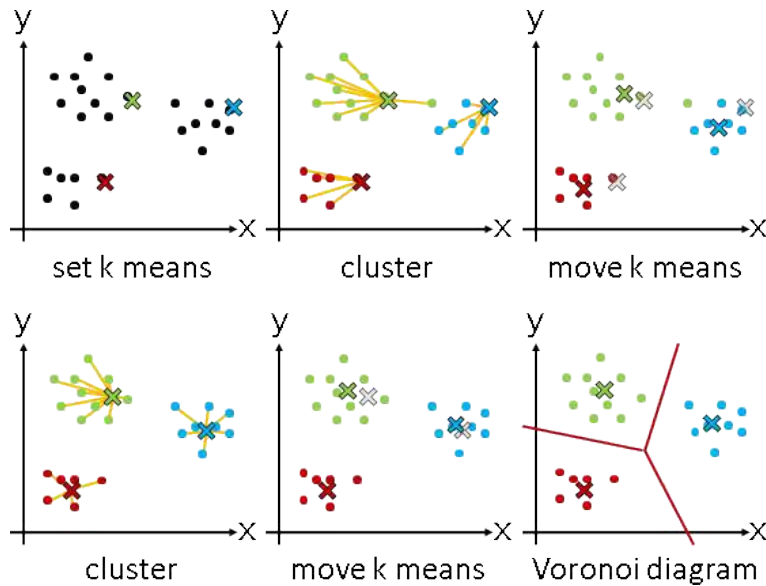 y
x
set k means
y
x
cluster
y
x
move k means
y
x
cluster
y
x
move k means
y
x
Voronoi diagram